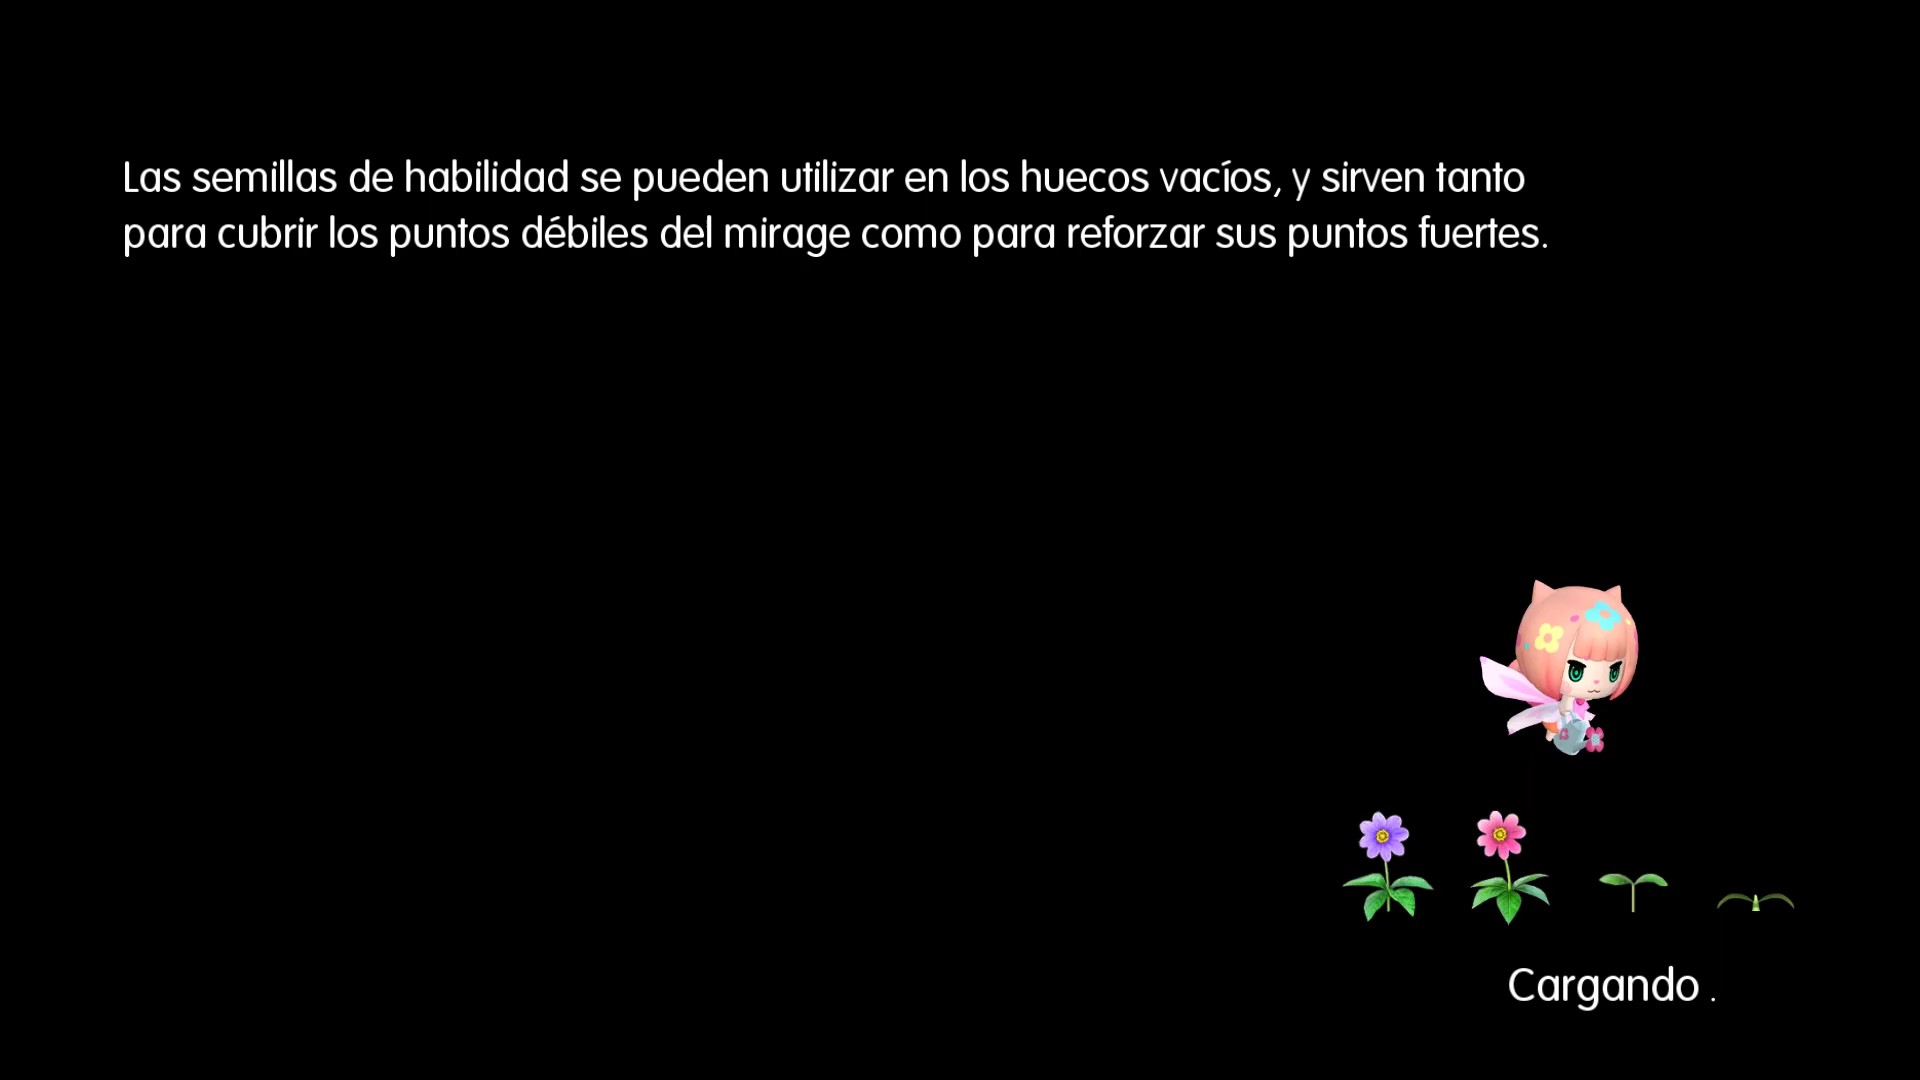 Las semillas de habilidad se pueden utilizar en los huecos vacíos, y sirven tanto
para cubrir los puntos débiles del mirage como para reforzar sus puntos fuertes.
Cargando .